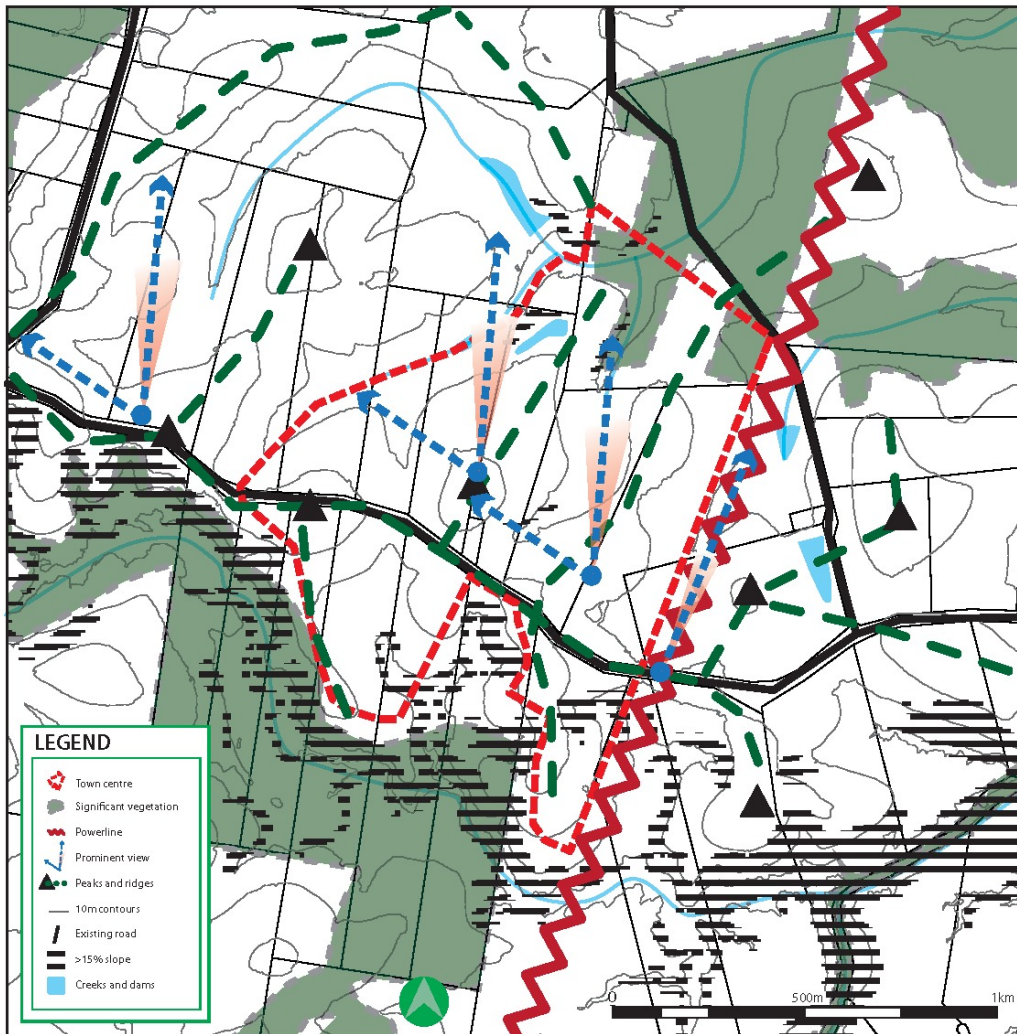 LEGEND
Town centre
Significant vegetation
Powerline
Prominent view
Peaks and ridges
10m contours
Existing road
>15% slope
Creeks and dams
0 500m 1km